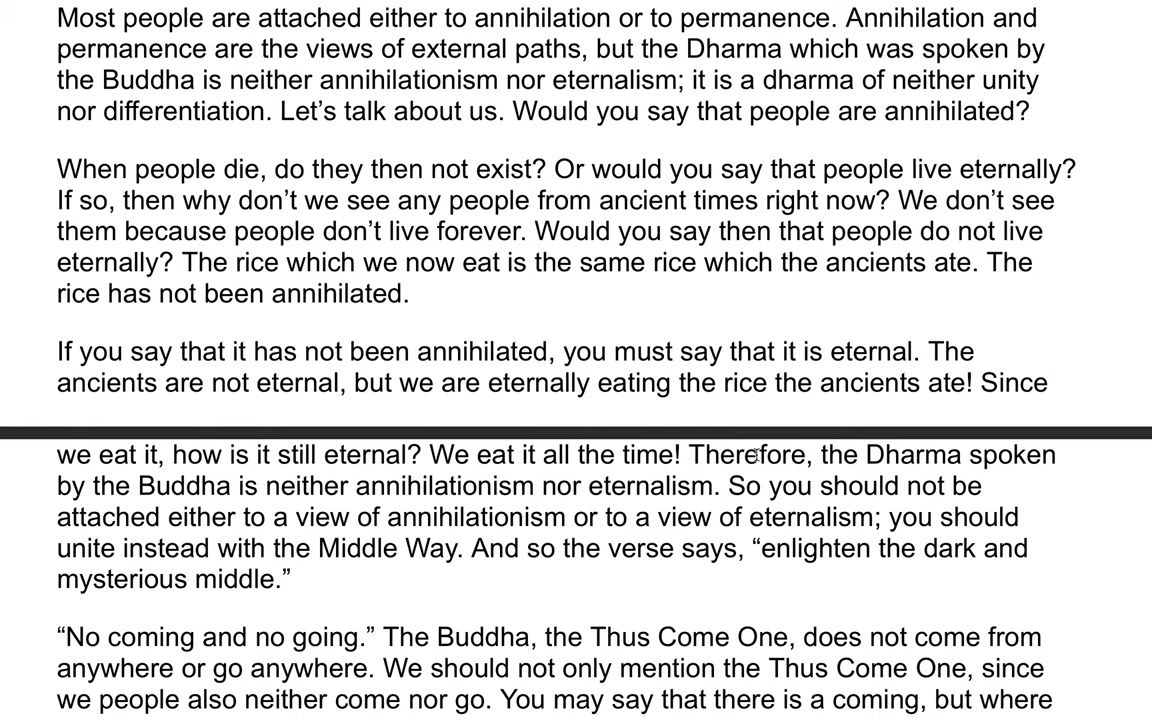 Most people are attached either to annihilation or to permanence. Annihilation and
permanence are the views of external paths, but the Dharma which was spoken by
the Buddha is neither annihilationism nor eternalism; it is a dharma of neither unity
nor differentiation. Let’s talk about us. Would you say that people are annihilated?
When people die, do they then not exist? Or would you say that people live eternally?
If so, then why don’t we see any people from ancient times right now? We don’t see
them because people don’t live forever. Would you say then that people do not live
eternally? The rice which we now eat is the same rice which the ancients ate. The
rice has not been annihilated.
If you say that it has not been annihilated, you must say that it is eternal. The
ancients are not eternal, but we are eternally eating the rice the ancients ate! Since
we eat it, how is it still eternal? We eat it all the time! Therefore, the Dharma spoken
by the Buddha is neither annihilationism nor eternalism. So you should not be
attached either to a view of annihilationism or to a view of eternalism; you should
unite instead with the Middle Way. And so the verse says, “enlighten the dark and
mysterious middle.”
“No coming and no going.” The Buddha, the Thus Come One, does not come from
anywhere or go anywhere. We should not only mention the Thus Come One, since
we people also neither come nor go. You may say that there is a coming, but where